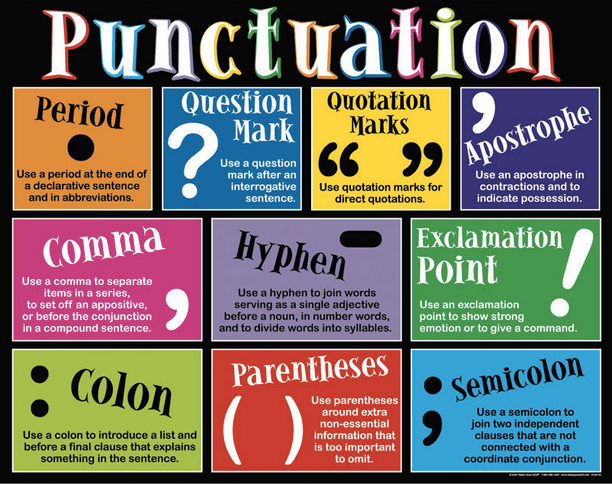 Punctuation
Period
Use a period at the end of
a declarative sentence
and in abbreviations.
Question
Mark
Use a question
mark after an
interrogative
sentence.
Quotation
Marks
“ ”
Use quotation marks for
direct quotations.
Apostrophe
Use an apostrophe in
contractions and to
indicate possession.
Comma
Use a comma to separate
items in a series,
to set off an appositive,
or before the conjunction
in a compound sentence.
Hyphen
Use a hyphen to join words
serving as a single adjective
before a noun, in number words,
and to divide words into syllables.
Exclamation
Point
Use an exclamation
point to show strong
emotion or to give a command.
Colon
Use a colon to introduce a list and
before a final clause that explains
something in the sentence.
Parentheses
Use parentheses
around extra
non-essential
information that
is too important
to omit.
Semicolon
Use a semicolon to
join two independent
clauses that are not
connected with a
coordinate conjunction.